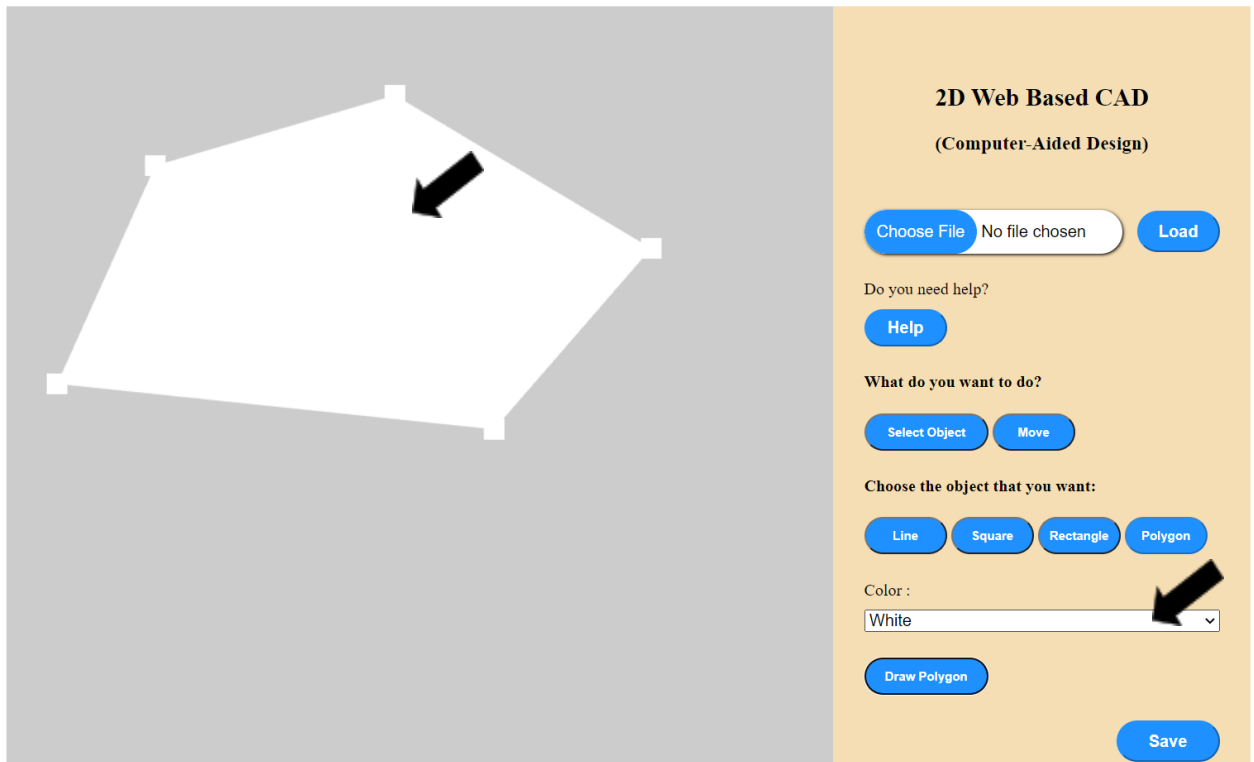 2D Web Based CAD
(Computer-Aided Design)
Choose File No file chosen Load
Do you need help?
Help
What do you want to do?
Select Object Move
Choose the object that you want:
Line Square Rectangle Polygon
Color :
White
Draw Polygon
Save